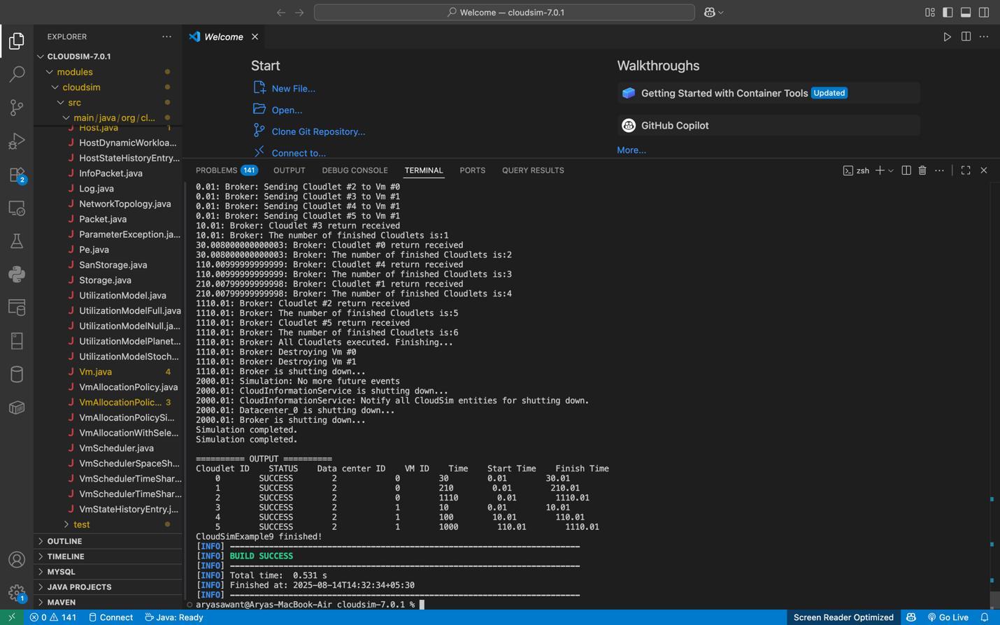 Welcome — cloudsim-7.0.1
EXPLORER
CLOUDSIM-7.0.1
modules
cloudsim
src
main/java/org/cl...
Host.java 1
HostDynamicWorkloa...
HostStateHistoryEntry...
InfoPacket.java
Log.java
NetworkTopology.java
Packet.java
ParameterException.ja...
Pe.java
SanStorage.java
Storage.java
UtilizationModel.java
UtilizationModelFull.java
UtilizationModelNull.ja...
UtilizationModelPlanet...
UtilizationModelStoch...
Vm.java 4
VmAllocationPolicy.java
VmAllocationPolic... 3
VmAllocationPolicySi...
VmAllocationWithSele...
VmScheduler.java
VmSchedulerSpaceSh...
VmSchedulerTimeShar...
VmSchedulerTimeShar...
VmStateHistoryEntry.j...
test
OUTLINE
TIMELINE
MYSQL
JAVA PROJECTS
MAVEN
2
1
Welcome
Start
New File...
Open...
Clone Git Repository...
Connect to...
Walkthroughs
Getting Started with Container Tools Updated
GitHub Copilot
More...
PROBLEMS 141 OUTPUT DEBUG CONSOLE TERMINAL PORTS QUERY RESULTS
zsh
0.01: Broker: Sending Cloudlet #2 to Vm #0
0.01: Broker: Sending Cloudlet #3 to Vm #1
0.01: Broker: Sending Cloudlet #4 to Vm #1
0.01: Broker: Sending Cloudlet #5 to Vm #1
10.01: Broker: Cloudlet #3 return received
10.01: Broker: The number of finished Cloudlets is:1
30.008000000000003: Broker: Cloudlet #0 return received
30.008000000000003: Broker: The number of finished Cloudlets is:2
110.00999999999999: Broker: Cloudlet #4 return received
110.00999999999999: Broker: The number of finished Cloudlets is:3
210.00799999999998: Broker: Cloudlet #1 return received
210.00799999999998: Broker: The number of finished Cloudlets is:4
1110.01: Broker: Cloudlet #2 return received
1110.01: Broker: The number of finished Cloudlets is:5
1110.01: Broker: Cloudlet #5 return received
1110.01: Broker: The number of finished Cloudlets is:6
1110.01: Broker: All Cloudlets executed. Finishing...
1110.01: Broker: Destroying Vm #0
1110.01: Broker: Destroying Vm #1
1110.01: Broker is shutting down...
2000.01: Simulation: No more future events
2000.01: CloudInformationService is shutting down...
2000.01: CloudInformationService: Notify all CloudSim entities for shutting down.
2000.01: Datacenter_0 is shutting down...
2000.01: Broker is shutting down...
Simulation completed.
Simulation completed.
========== OUTPUT ==========
Cloudlet ID STATUS Data center ID VM ID Time Start Time Finish Time
0 SUCCESS 2 0 30 0.01 30.01
1 SUCCESS 2 0 210 0.01 210.01
2 SUCCESS 2 0 1110 0.01 1110.01
3 SUCCESS 2 1 10 0.01 10.01
4 SUCCESS 2 1 100 10.01 110.01
5 SUCCESS 2 1 1000 110.01 1110.01
CloudSimExample9 finished!
[INFO] ------------------------------------------------------------------------
[INFO] BUILD SUCCESS
[INFO] ------------------------------------------------------------------------
[INFO] Total time:  0.531 s
[INFO] Finished at: 2025-08-14T14:32:34+05:30
[INFO] ------------------------------------------------------------------------
aryasawant@Aryas-MacBook-Air cloudsim-7.0.1 %
0 141 Connect Java: Ready Screen Reader Optimized Go Live